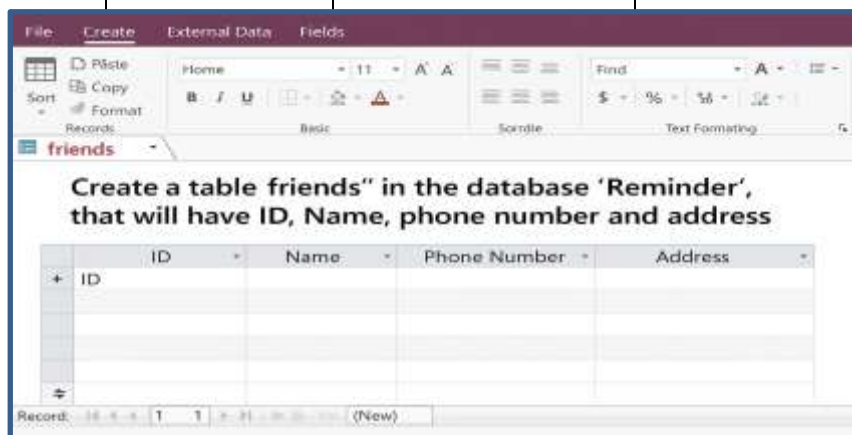 File Create External Data Fields
Sort
Pāste
Copy
Format
Records
Home 11 A A
B I U A
Basic
Sorrdle
Find A
$ %
Text Formating
friends
Create a table friends” in the database ‘Reminder’,
that will have ID, Name, phone number and address
ID Name Phone Number Address
+ ID
Record: 1 1 (New)